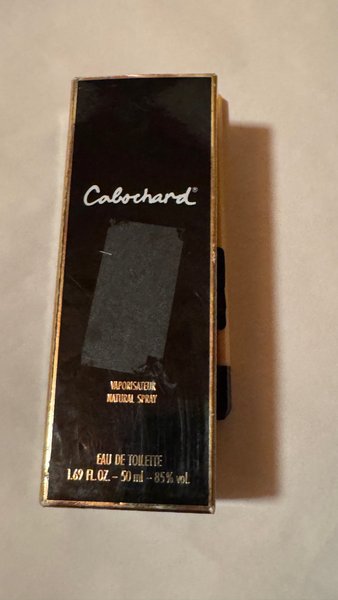 Cabochard®
VAPORISATEUR
NATURAL SPRAY
EAU DE TOILETTE
1.69 FL.OZ. - 50 ml - 85% vol.